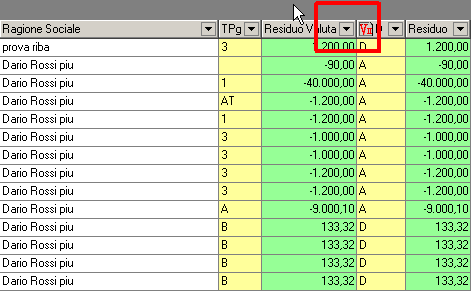 Ragione Sociale TPg Residuo Valuta D Residuo
prova riba 3 1.200,00 D 1.200,00
Dario Rossi piu -90,00 A -90,00
Dario Rossi piu 1 -40.000,00 A -40.000,00
Dario Rossi piu AT -1.200,00 A -1.200,00
Dario Rossi piu 1 -1.200,00 A -1.200,00
Dario Rossi piu 3 -1.000,00 A -1.000,00
Dario Rossi piu 3 -1.000,00 A -1.000,00
Dario Rossi piu 3 -1.200,00 A -1.200,00
Dario Rossi piu 3 -1.200,00 A -1.200,00
Dario Rossi piu A -9.000,10 A -9.000,10
Dario Rossi piu B 133,32 D 133,32
Dario Rossi piu B 133,32 D 133,32
Dario Rossi piu B 133,32 D 133,32
Dario Rossi piu B 133,32 D 133,32